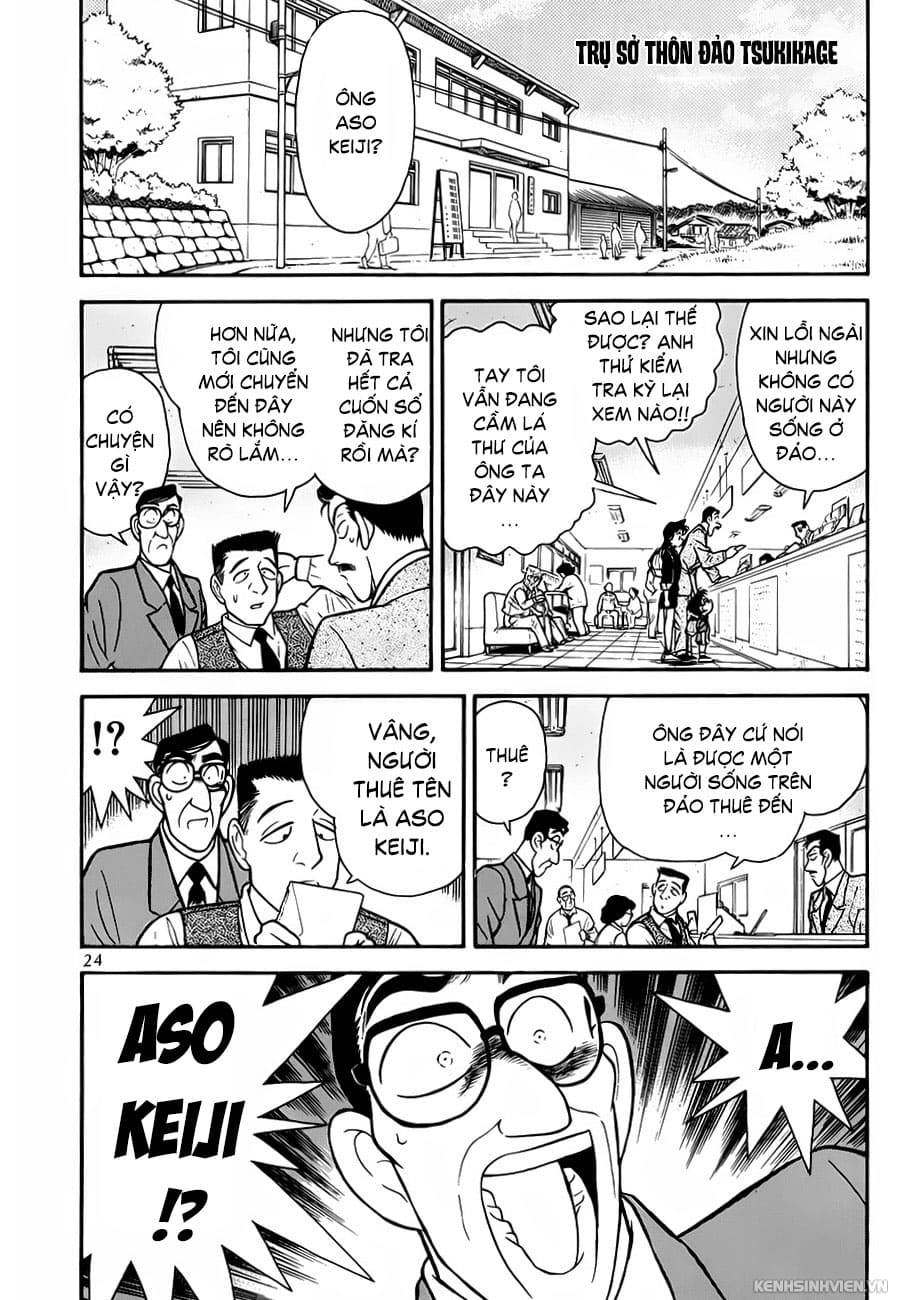 TRỤ SỞ THÔN ĐẢO TSUKIKAGE
ÔNG
ASO
KEIJI?
XIN LỖI NGÀI
NHƯNG
KHÔNG CÓ
NGƯỜI NÀY
SỐNG Ở
ĐẢO...
SAO LẠI THẾ
ĐƯỢC? ANH
THỬ KIỂM
TRA KỸ LẠI
XEM NÀO!!
TAY TÔI
VẪN ĐANG
CẦM LÁ
THƯ CỦA
ÔNG TA
ĐÂY NÀY
...
NHƯNG TÔI
ĐÃ TRA
HẾT CẢ
CUỐN SỔ
ĐĂNG KÍ
RỒI MÀ?
HƠN NỮA,
TÔI CŨNG
MỚI CHUYỂN
ĐẾN ĐÂY
NÊN KHÔNG
RÕ LẮM...
CÓ
CHUYỆN
GÌ
VẬY?
ÔNG ĐÂY CỨ NÓI
LÀ ĐƯỢC MỘT
NGƯỜI SỐNG TRÊN
ĐẢO THUÊ ĐẾN
...
THUÊ
?
VÂNG,
NGƯỜI
THUÊ TÊN
LÀ ASO
KEIJI.
!?
24
A...
ASO
KEIJI
!?
KENHSINHVIEN.VN